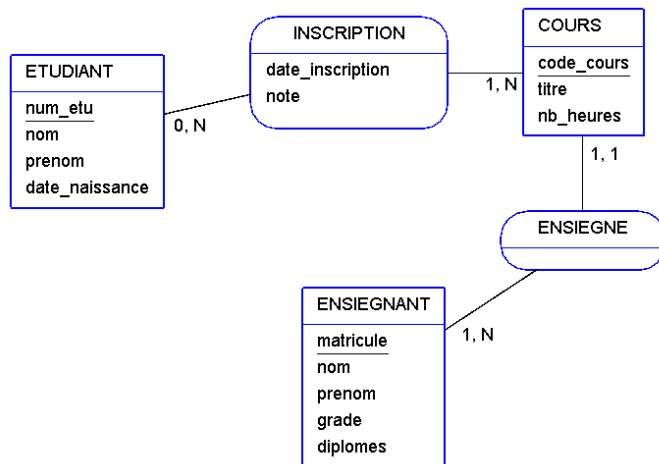 INSCRIPTION
date_inscription
note
COURS
code_cours
titre
nb_heures
ETUDIANT
num_etu
nom
prenom
date_naissance
0, N
1, N
1, 1
ENSIEGNE
ENSIEGNANT
matricule
nom
prenom
grade
diplomes
1, N